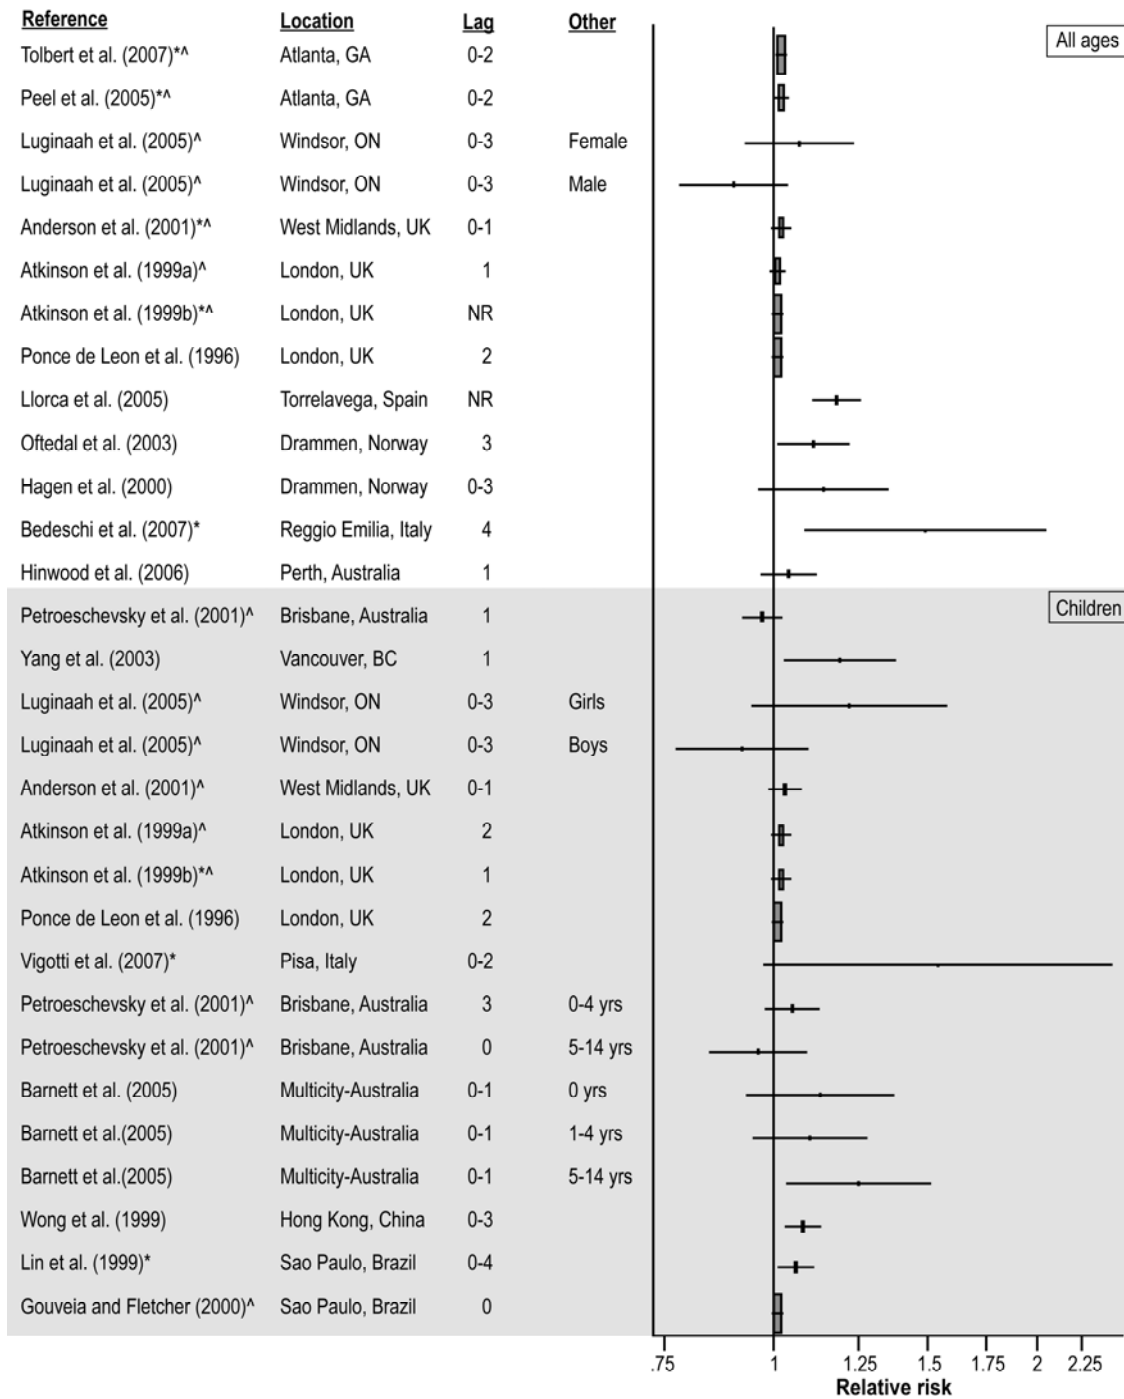 Reference Location Lag Other
All ages
Tolbert et al. (2007)*^ Atlanta, GA 0-2
Peel et al. (2005)*^ Atlanta, GA 0-2
Luginaah et al. (2005)^ Windsor, ON 0-3 Female
Luginaah et al. (2005)^ Windsor, ON 0-3 Male
Anderson et al. (2001)*^ West Midlands, UK 0-1
Atkinson et al. (1999a)^ London, UK 1
Atkinson et al. (1999b)*^ London, UK NR
Ponce de Leon et al. (1996) London, UK 2
Llorca et al. (2005) Torrelavega, Spain NR
Oftedal et al. (2003) Drammen, Norway 3
Hagen et al. (2000) Drammen, Norway 0-3
Bedeschi et al. (2007)* Reggio Emilia, Italy 4
Hinwood et al. (2006) Perth, Australia 1
Children
Petroeschevsky et al. (2001)^ Brisbane, Australia 1
Yang et al. (2003) Vancouver, BC 1
Luginaah et al. (2005)^ Windsor, ON 0-3 Girls
Luginaah et al. (2005)^ Windsor, ON 0-3 Boys
Anderson et al. (2001)^ West Midlands, UK 0-1
Atkinson et al. (1999a)^ London, UK 2
Atkinson et al. (1999b)*^ London, UK 1
Ponce de Leon et al. (1996) London, UK 2
Vigotti et al. (2007)* Pisa, Italy 0-2
Petroeschevsky et al. (2001)^ Brisbane, Australia 3 0-4 yrs
Petroeschevsky et al. (2001)^ Brisbane, Australia 0 5-14 yrs
Barnett et al. (2005) Multicity-Australia 0-1 0 yrs
Barnett et al.(2005) Multicity-Australia 0-1 1-4 yrs
Barnett et al.(2005) Multicity-Australia 0-1 5-14 yrs
Wong et al. (1999) Hong Kong, China 0-3
Lin et al. (1999)* Sao Paulo, Brazil 0-4
Gouveia and Fletcher (2000)^ Sao Paulo, Brazil 0
.75 1 1.25 1.5 1.75 2 2.25
Relative risk